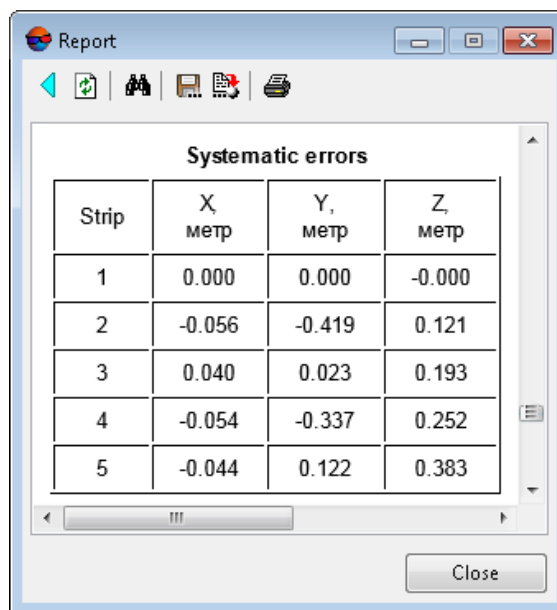 Report
Systematic errors
Strip X, метр Y, метр Z, метр
1 0.000 0.000 -0.000
2 -0.056 -0.419 0.121
3 0.040 0.023 0.193
4 -0.054 -0.337 0.252
5 -0.044 0.122 0.383
Close